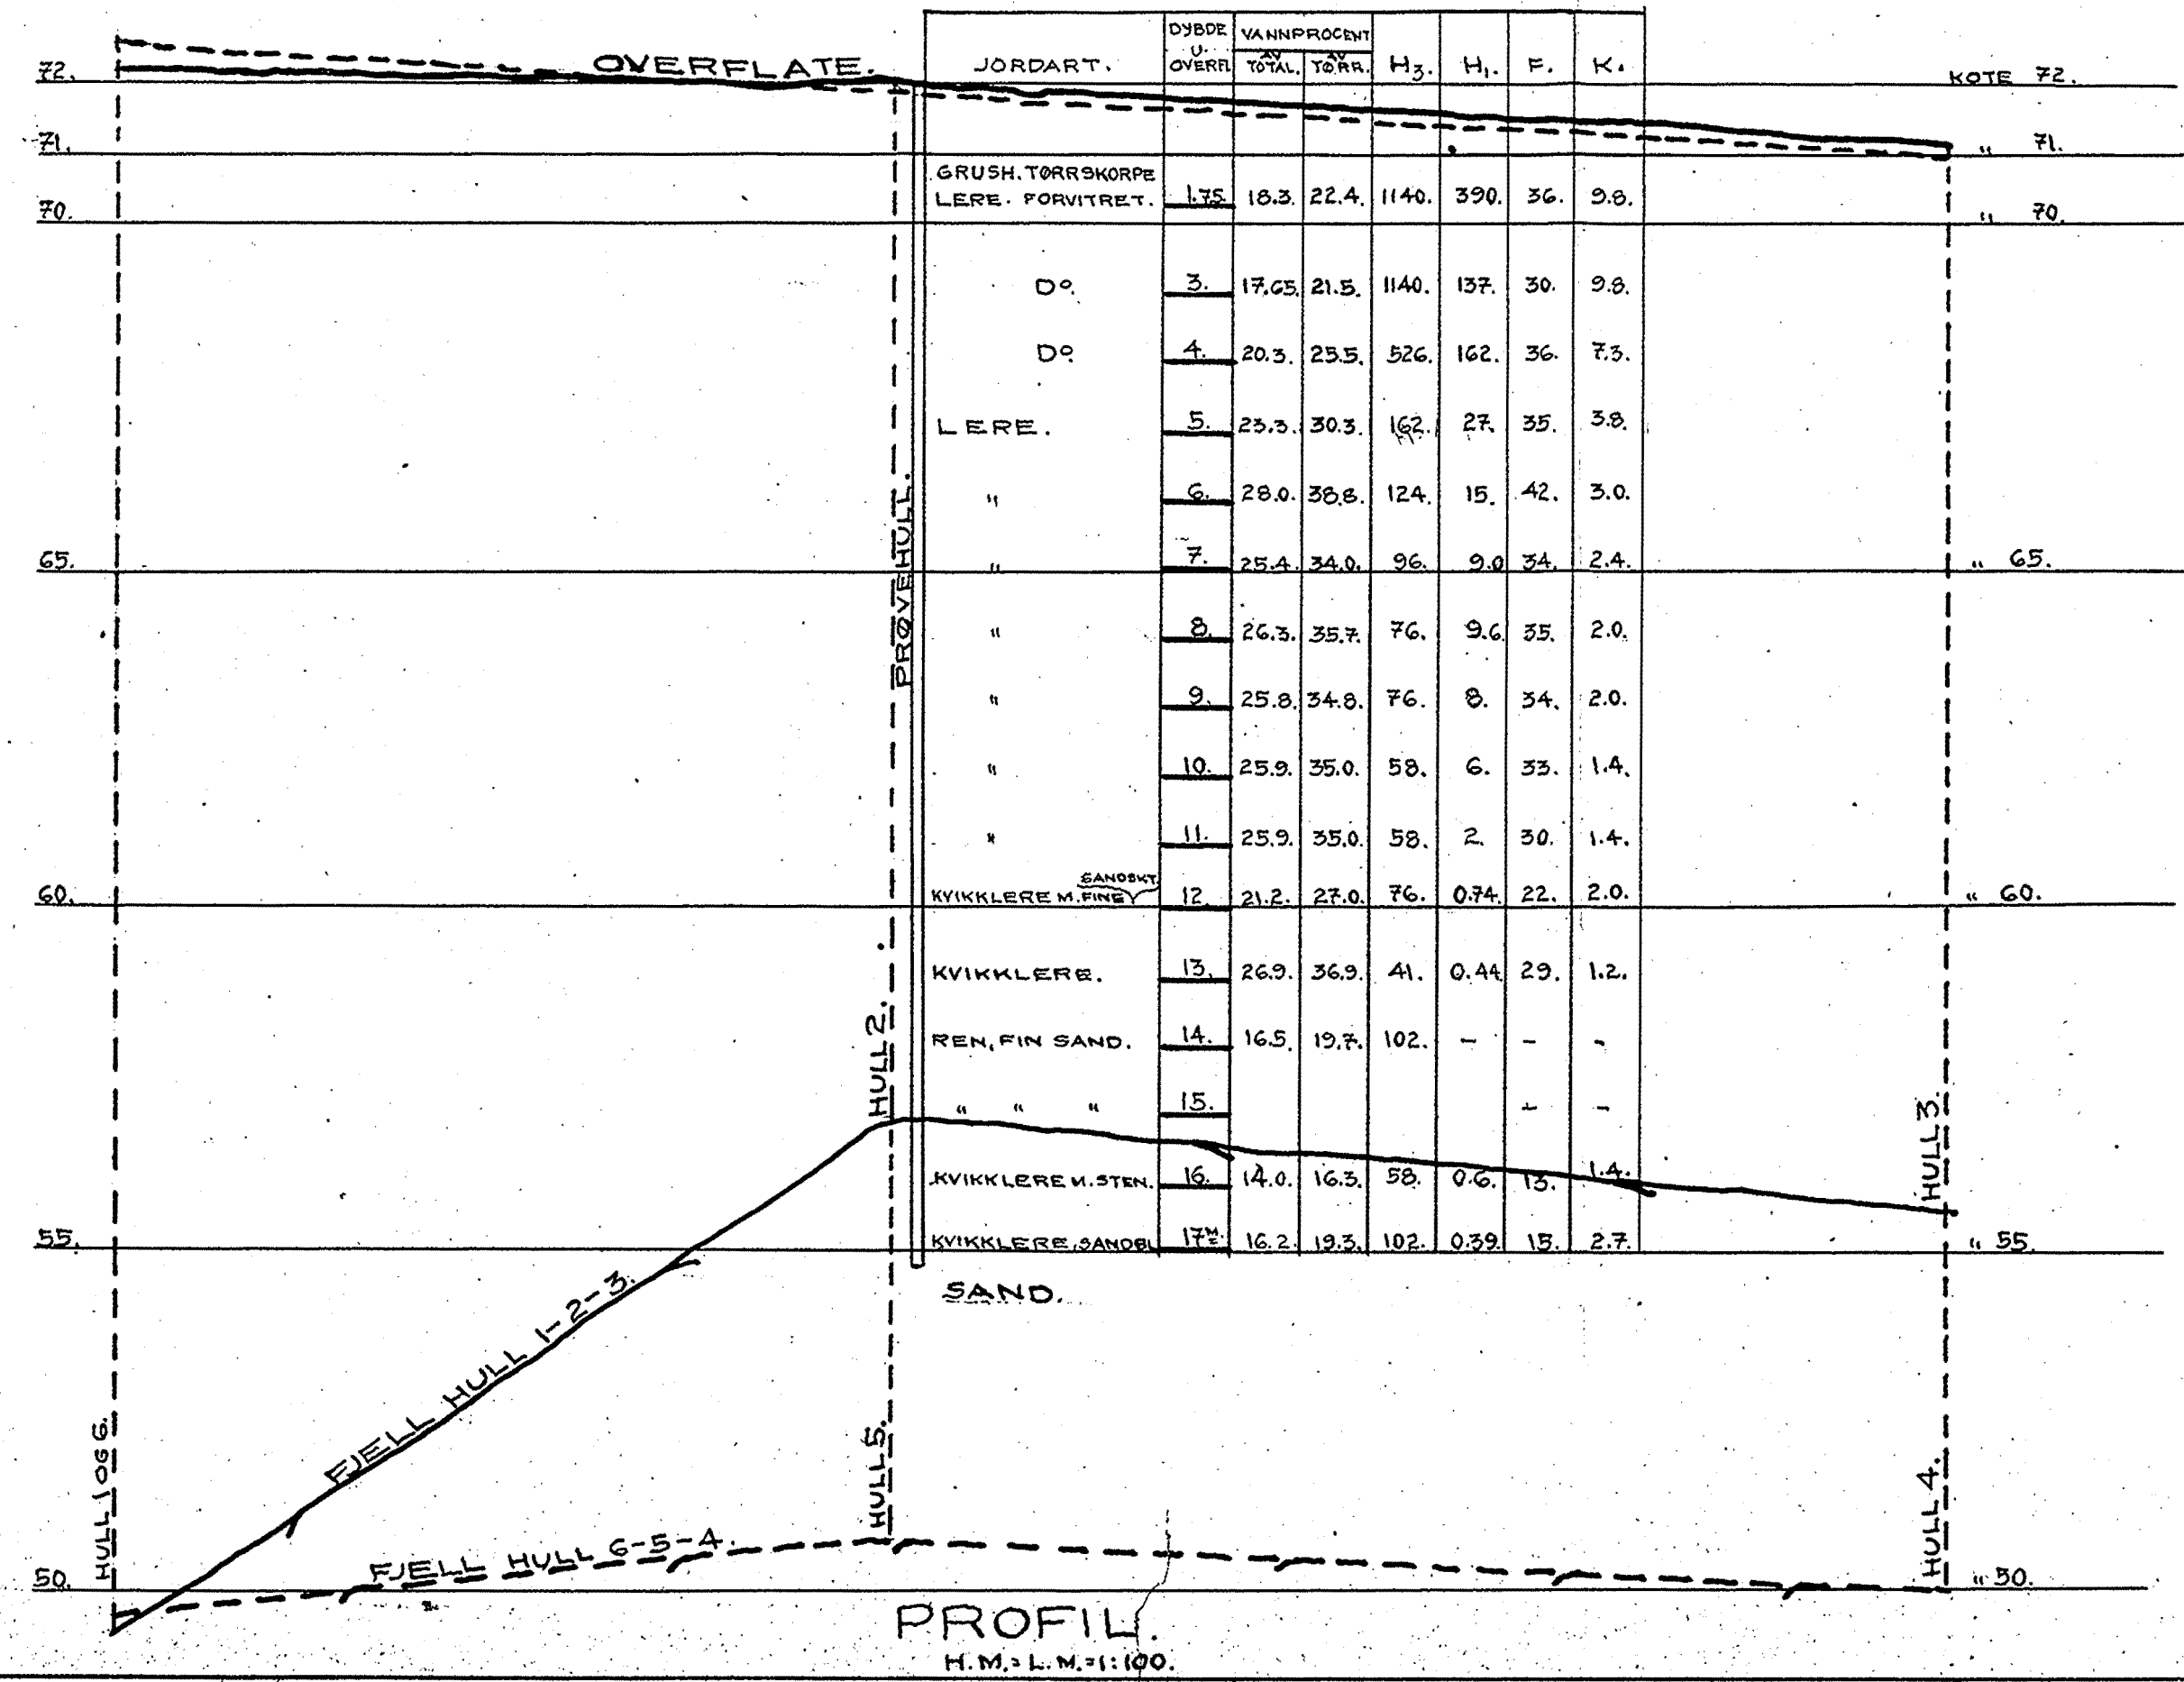 OVERFLATE.
JORDART. DYBDE U. OVERFL. VANNPROCENT AV TOTAL. AV TØRR. H3. H1. F. K.
72. KOTE 72.
71. " 71.
GRUSH. TØRRSKORPE
LERE. FORVITRET. 1.75 18.3. 22.4. 1140. 390. 36. 9.8.
70. " 70.
Do. 3. 17.65. 21.5. 1140. 137. 30. 9.8.
Do. 4. 20.3. 25.5. 526. 162. 36. 7.3.
LERE. 5. 23.3. 30.3. 162. 27. 35. 3.8.
" 6. 28.0. 38.8. 124. 15. 42. 3.0.
65. " 7. 25.4. 34.0. 96. 9.0 34. 2.4. " 65.
" 8. 26.3. 35.7. 76. 9.6 35. 2.0.
" 9. 25.8. 34.8. 76. 8. 34. 2.0.
" 10. 25.9. 35.0. 58. 6. 33. 1.4.
" 11. 25.9. 35.0. 58. 2. 30. 1.4.
60. KVIKKLERE M. FINE SANDSKT. 12. 21.2. 27.0. 76. 0.74. 22. 2.0. " 60.
KVIKKLERE. 13. 26.9. 36.9. 41. 0.44 29. 1.2.
REN, FIN SAND. 14. 16.5. 19.7. 102. - - -
" " " 15. - -
KVIKKLERE M. STEN. 16. 14.0. 16.3. 58. 0.6. 13. 1.4.
55. KVIKKLERE, SANDBL. 17M. 16.2. 19.3. 102. 0.39. 15. 2.7. " 55.
SAND.
PRØVEHULL.
HULL 2.
HULL 3.
FJELL HULL 1-2-3.
HULL 1 OG 6.
HULL 5.
HULL 4.
FJELL HULL 6-5-4.
50. " 50.
PROFIL.
H.M.=L.M.=1:100.